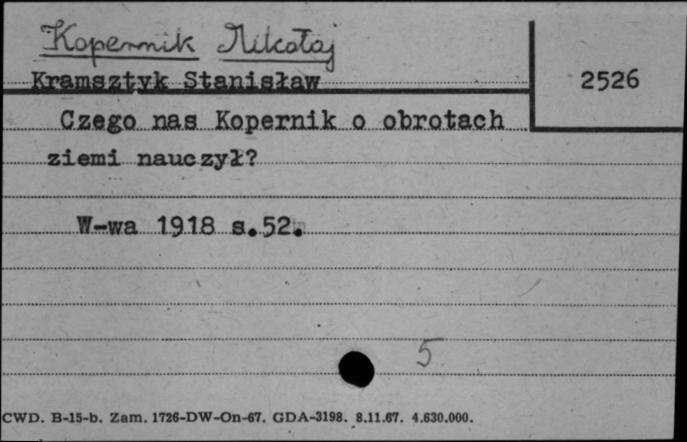 Kopernik Mikołaj
Kramsztyk Stanisław
2526
Czego nas Kopernik o obrotach
ziemi nauczył?
W-wa 1918 s.52.
5
CWD. B-15-b. Zam. 1726-DW-On-67. GDA-3198. 8.11.67. 4.630.000.